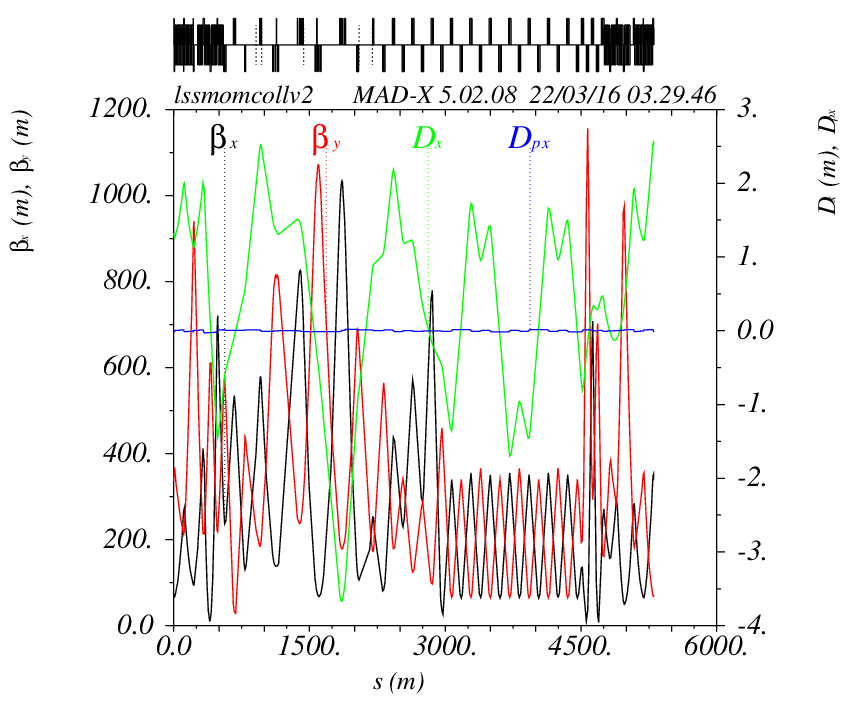 lssmomcollv2 MAD-X 5.02.08 22/03/16 03.29.46
1200. 3.
βx βy Dx Dpx
1000. 2.
800. 1.
0.0
600.
-1.
400.
-2.
200.
-3.
0.0 -4.
0.0 1500. 3000. 4500. 6000.
s (m)
βx (m), βy (m)
Dx (m), Dpx